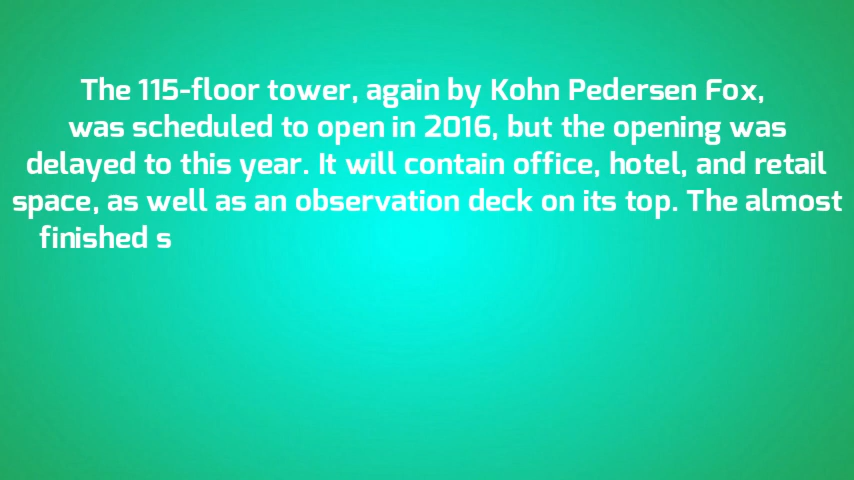 The 115-floor tower, again by Kohn Pedersen Fox,
was scheduled to open in 2016, but the opening was
delayed to this year. It will contain office, hotel, and retail
space, as well as an observation deck on its top. The almost
finished s